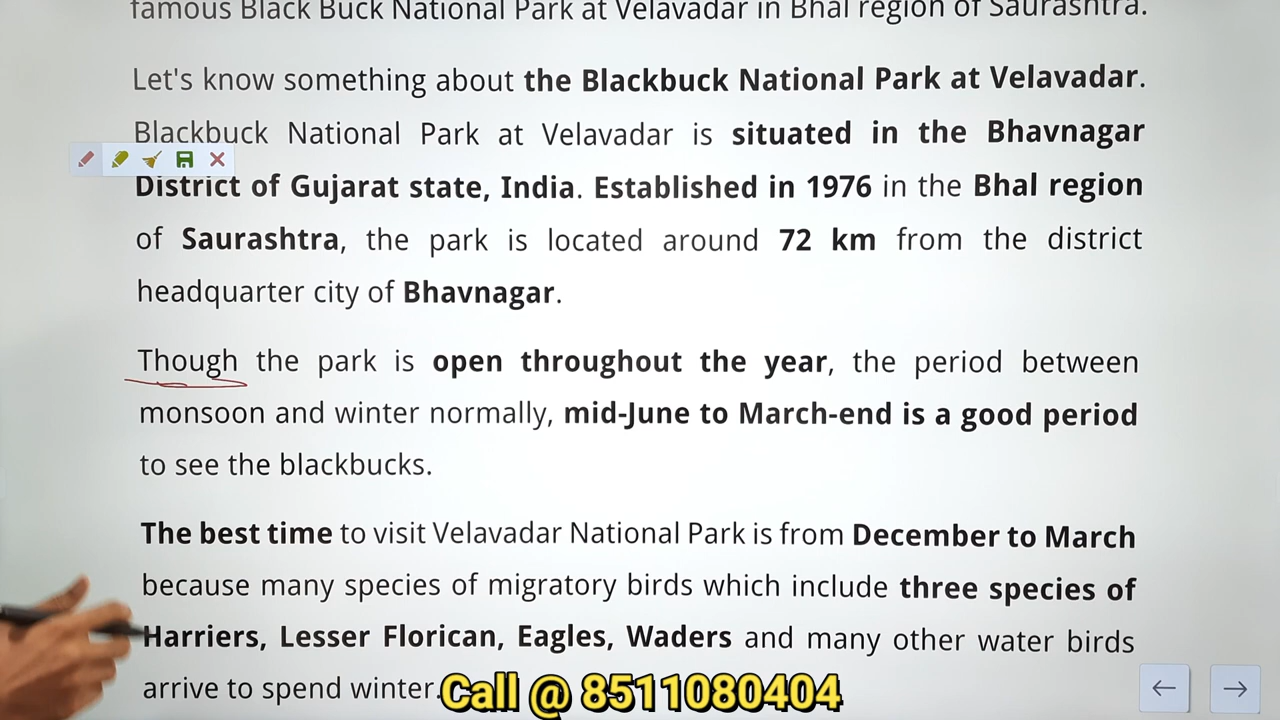 famous Black Buck National Park at Velavadar in Bhal region of Saurashtra.
Let's know something about the Blackbuck National Park at Velavadar.
Blackbuck National Park at Velavadar is situated in the Bhavnagar
District of Gujarat state, India. Established in 1976 in the Bhal region
of Saurashtra, the park is located around 72 km from the district
headquarter city of Bhavnagar.
Though the park is open throughout the year, the period between
monsoon and winter normally, mid-June to March-end is a good period
to see the blackbucks.
The best time to visit Velavadar National Park is from December to March
because many species of migratory birds which include three species of
Harriers, Lesser Florican, Eagles, Waders and many other water birds
arrive to spend winter.
Call @ 8511080404